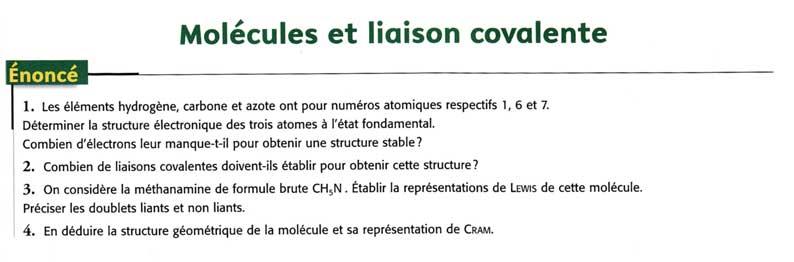 Molécules et liaison covalente
Énoncé
1. Les éléments hydrogène, carbone et azote ont pour numéros atomiques respectifs 1, 6 et 7.
Déterminer la structure électronique des trois atomes à l'état fondamental.
Combien d'électrons leur manque-t-il pour obtenir une structure stable ?
2. Combien de liaisons covalentes doivent-ils établir pour obtenir cette structure ?
3. On considère la méthanamine de formule brute CH₅N. Établir la représentations de LEWIS de cette molécule.
Préciser les doublets liants et non liants.
4. En déduire la structure géométrique de la molécule et sa représentation de CRAM.